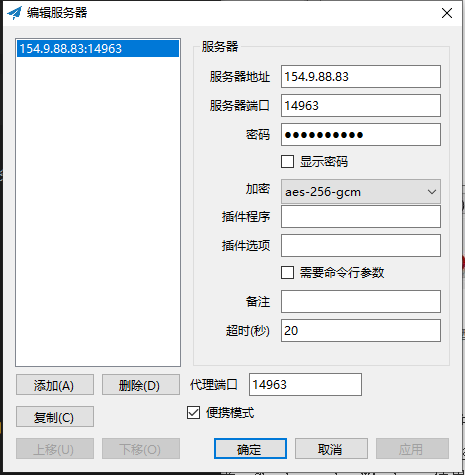 编辑服务器
154.9.88.83:14963
服务器
服务器地址 154.9.88.83
服务器端口 14963
密码 ●●●●●●●●●●
显示密码
加密 aes-256-gcm
插件程序
插件选项
需要命令行参数
备注
超时(秒) 20
添加(A) 删除(D) 代理端口 14963
复制(C) 便携模式
上移(U) 下移(O) 确定 取消 应用